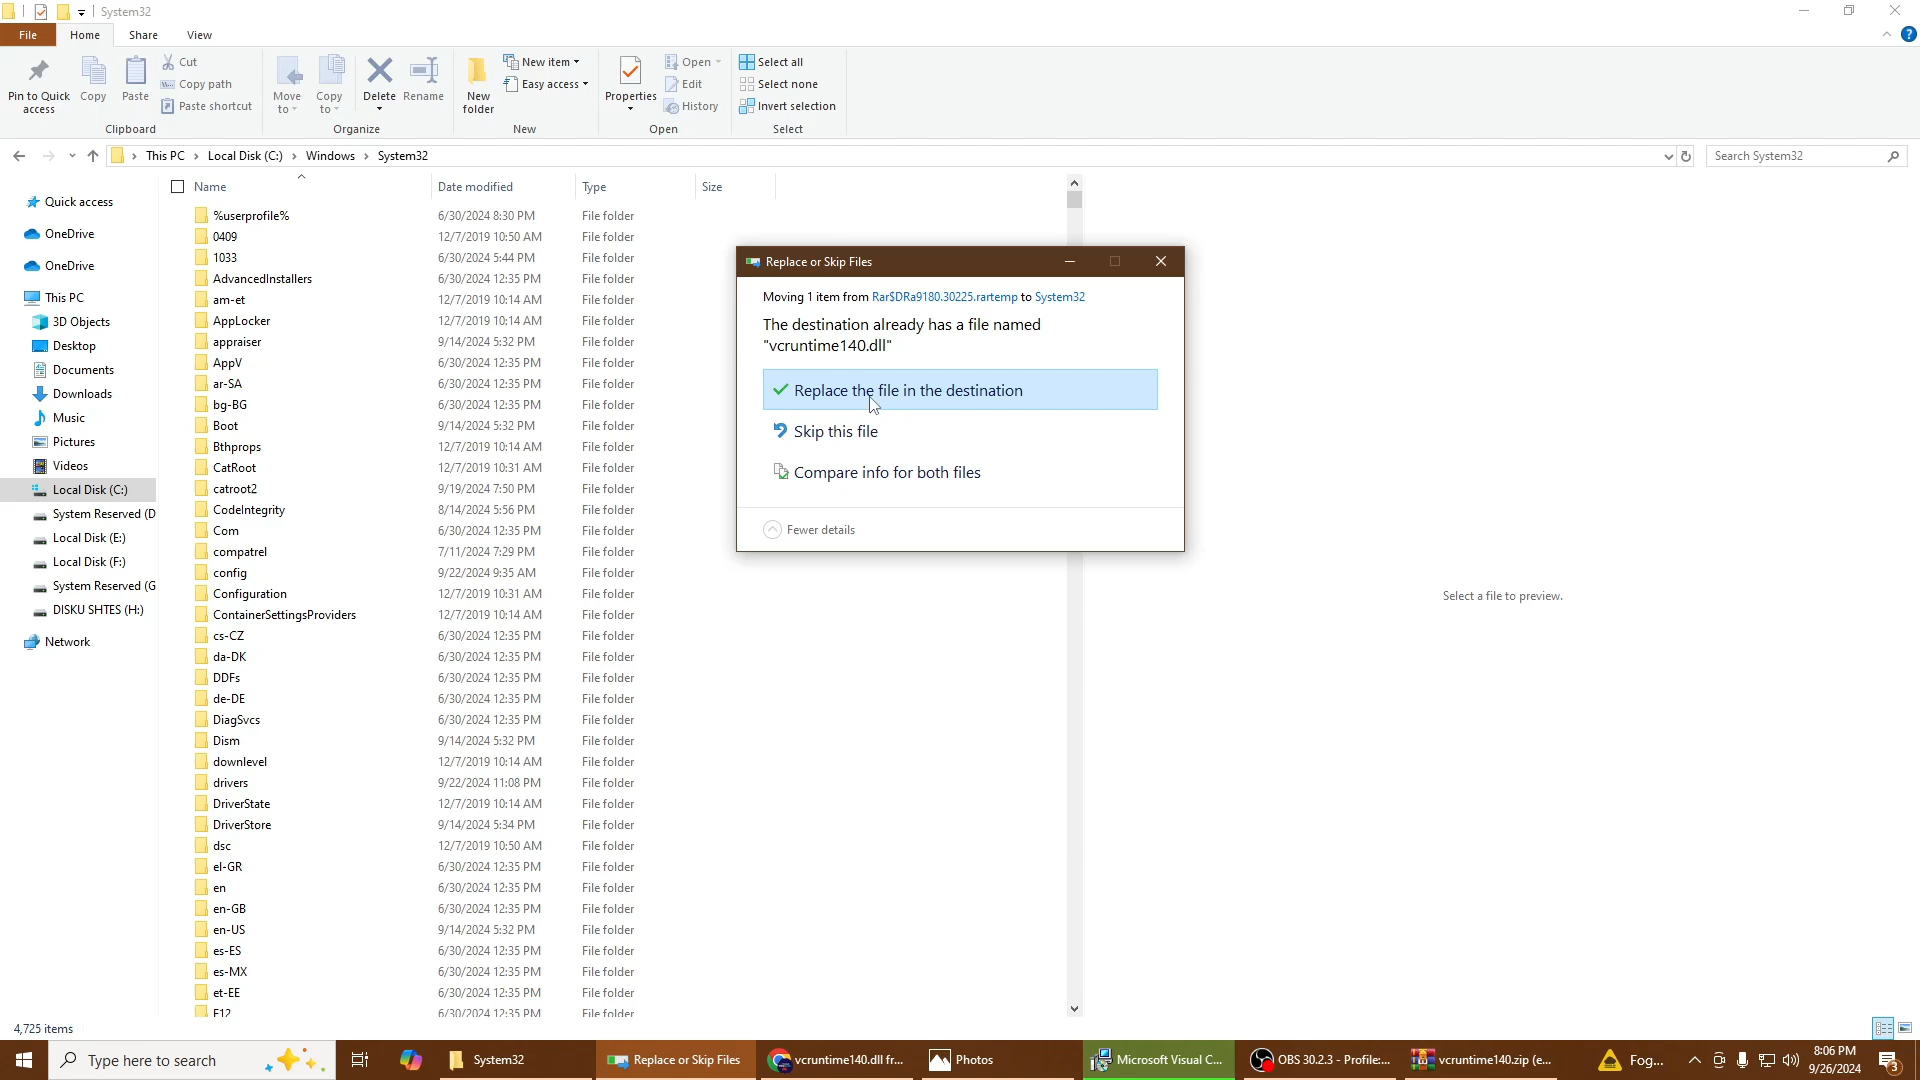 System32
File
Home
Share
View
Pin to Quick access
Copy
Paste
Cut
Copy path
Paste shortcut
Clipboard
Move to
Copy to
Delete
Rename
Organize
New folder
New item
Easy access
New
Properties
Open
Edit
History
Open
Select all
Select none
Invert selection
Select
This PC
Local Disk (C:)
Windows
System32
Search System32
Name
Date modified
Type
Size
Quick access
OneDrive
OneDrive
This PC
3D Objects
Desktop
Documents
Downloads
Music
Pictures
Videos
Local Disk (C:)
System Reserved (D
Local Disk (E:)
Local Disk (F:)
System Reserved (G
DISKU SHTES (H:)
Network
%userprofile% 6/30/2024 8:30 PM File folder
0409 12/7/2019 10:50 AM File folder
1033 6/30/2024 5:44 PM File folder
AdvancedInstallers 6/30/2024 12:35 PM File folder
am-et 12/7/2019 10:14 AM File folder
AppLocker 12/7/2019 10:14 AM File folder
appraiser 9/14/2024 5:32 PM File folder
AppV 6/30/2024 12:35 PM File folder
ar-SA 6/30/2024 12:35 PM File folder
bg-BG 6/30/2024 12:35 PM File folder
Boot 9/14/2024 5:32 PM File folder
Bthprops 12/7/2019 10:14 AM File folder
CatRoot 12/7/2019 10:31 AM File folder
catroot2 9/19/2024 7:50 PM File folder
CodeIntegrity 8/14/2024 5:56 PM File folder
Com 6/30/2024 12:35 PM File folder
compatrel 7/11/2024 7:29 PM File folder
config 9/22/2024 9:35 AM File folder
Configuration 12/7/2019 10:31 AM File folder
ContainerSettingsProviders 12/7/2019 10:14 AM File folder
cs-CZ 6/30/2024 12:35 PM File folder
da-DK 6/30/2024 12:35 PM File folder
DDFs 6/30/2024 12:35 PM File folder
de-DE 6/30/2024 12:35 PM File folder
DiagSvcs 6/30/2024 12:35 PM File folder
Dism 9/14/2024 5:32 PM File folder
downlevel 12/7/2019 10:14 AM File folder
drivers 9/22/2024 11:08 PM File folder
DriverState 12/7/2019 10:14 AM File folder
DriverStore 9/14/2024 5:34 PM File folder
dsc 12/7/2019 10:50 AM File folder
el-GR 6/30/2024 12:35 PM File folder
en 6/30/2024 12:35 PM File folder
en-GB 6/30/2024 12:35 PM File folder
en-US 9/14/2024 5:32 PM File folder
es-ES 6/30/2024 12:35 PM File folder
es-MX 6/30/2024 12:35 PM File folder
et-EE 6/30/2024 12:35 PM File folder
F12 6/30/2024 12:35 PM File folder
Replace or Skip Files
Moving 1 item from Rar$DRa9180.30225.rartemp to System32
The destination already has a file named
"vcruntime140.dll"
Replace the file in the destination
Skip this file
Compare info for both files
Fewer details
Select a file to preview.
4,725 items
Type here to search
System32
Replace or Skip Files
vcruntime140.dll fr...
Photos
Microsoft Visual C...
OBS 30.2.3 - Profile:...
vcruntime140.zip (e...
Fog...
8:06 PM
9/26/2024
3